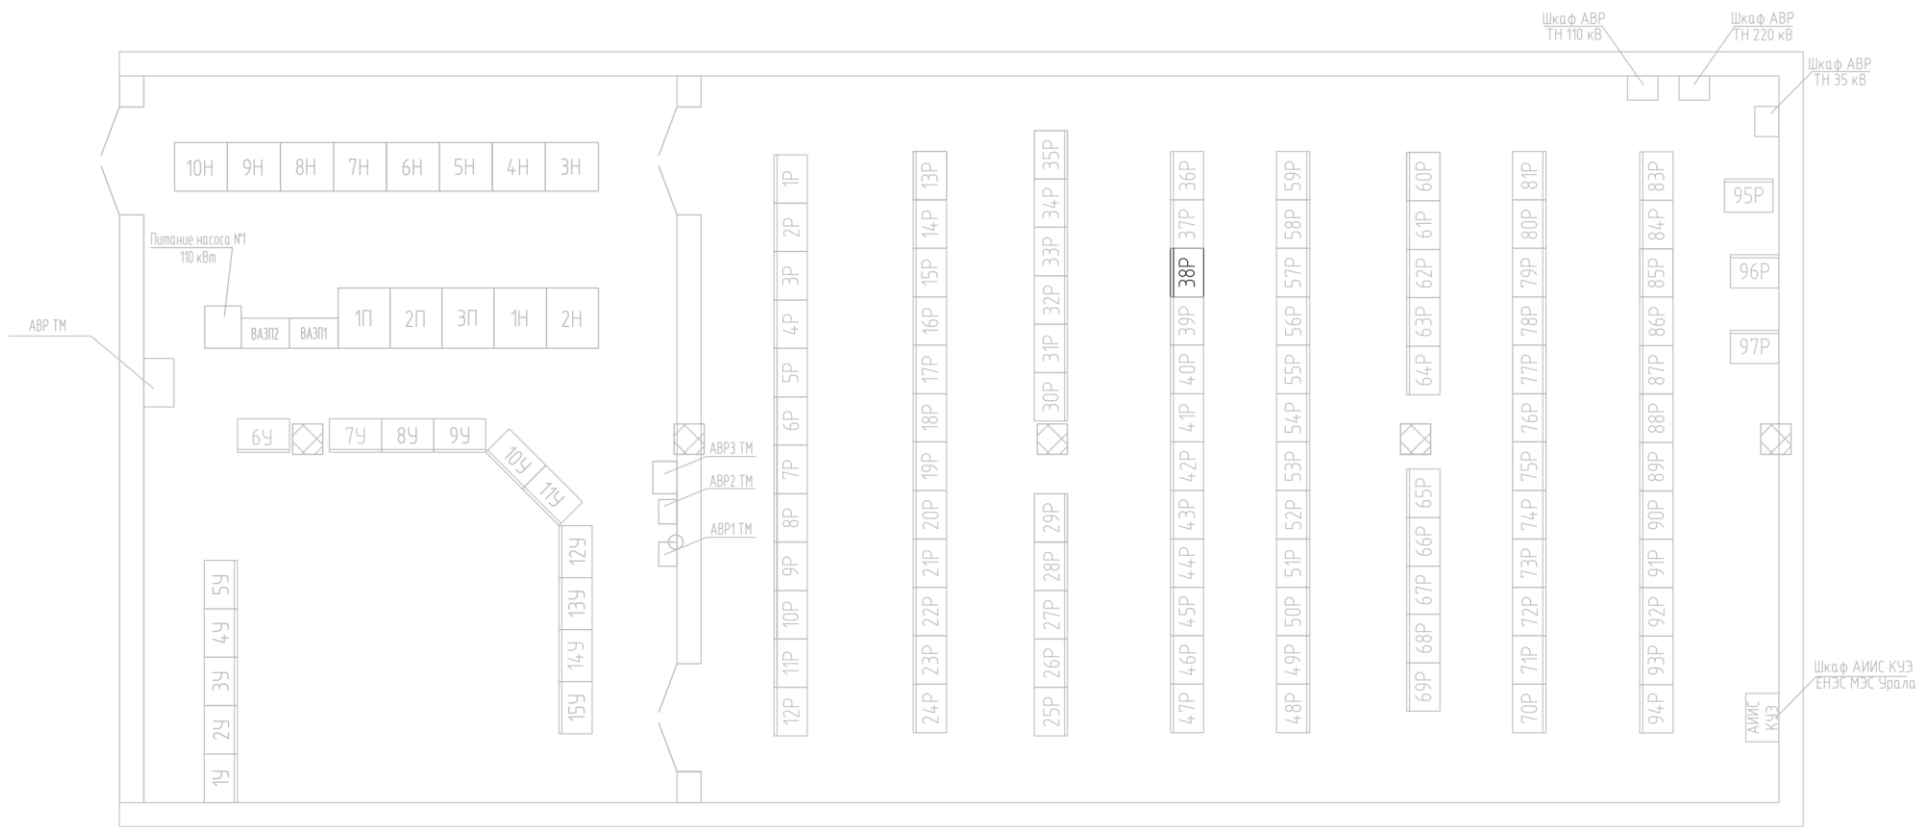 Шкаф АВР
ТН 110 кВ
Шкаф АВР
ТН 220 кВ
Шкаф АВР
ТН 35 кВ
10Н 9Н 8Н 7Н 6Н 5Н 4Н 3Н
Питание насоса №1
110 кВт
ВАЗП2 ВАЗП1 1П 2П 3П 1Н 2Н
АВР ТМ
6У 7У 8У 9У
10У
11У
12У
13У
14У
15У
5У
4У
3У
2У
1У
АВР3 ТМ
АВР2 ТМ
АВР1 ТМ
1Р
2Р
3Р
4Р
5Р
6Р
7Р
8Р
9Р
10Р
11Р
12Р
13Р
14Р
15Р
16Р
17Р
18Р
19Р
20Р
21Р
22Р
23Р
24Р
35Р
34Р
33Р
32Р
31Р
30Р
29Р
28Р
27Р
26Р
25Р
36Р
37Р
38Р
39Р
40Р
41Р
42Р
43Р
44Р
45Р
46Р
47Р
59Р
58Р
57Р
56Р
55Р
54Р
53Р
52Р
51Р
50Р
49Р
48Р
60Р
61Р
62Р
63Р
64Р
65Р
66Р
67Р
68Р
69Р
81Р
80Р
79Р
78Р
77Р
76Р
75Р
74Р
73Р
72Р
71Р
70Р
83Р
84Р
85Р
86Р
87Р
88Р
89Р
90Р
91Р
92Р
93Р
94Р
95Р
96Р
97Р
АИИС
КУЭ
Шкаф АИИС КУЭ
ЕНЭС МЭС Урала